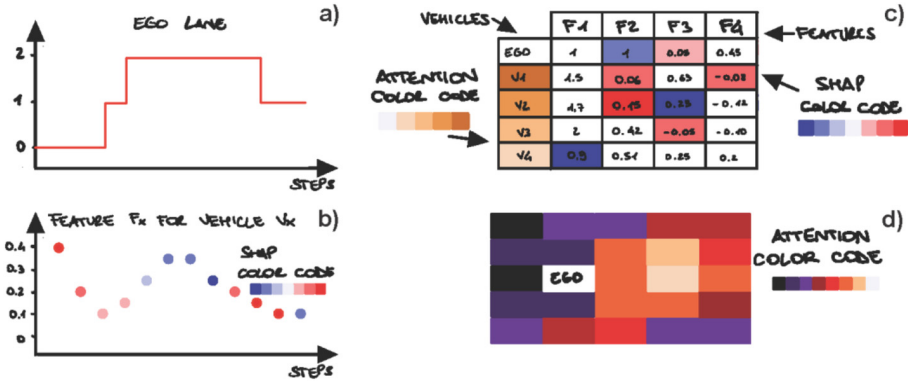 a)
EGO LANE
2
1
0
STEPS
b)
FEATURE Fx FOR VEHICLE Vx
0.4
0.3
0.2
0.1
0
SHAP
COLOR CODE
STEPS
c)
VEHICLES
F1 F2 F3 F4
FEATURES
EGO 1 1 0.05 0.45
V1 1.5 0.06 0.63 -0.08
V2 1.7 0.15 0.25 -0.12
V3 2 0.42 -0.05 -0.10
V4 0.9 0.51 0.25 0.2
ATTENTION
COLOR CODE
SHAP
COLOR CODE
d)
EGO
ATTENTION
COLOR CODE